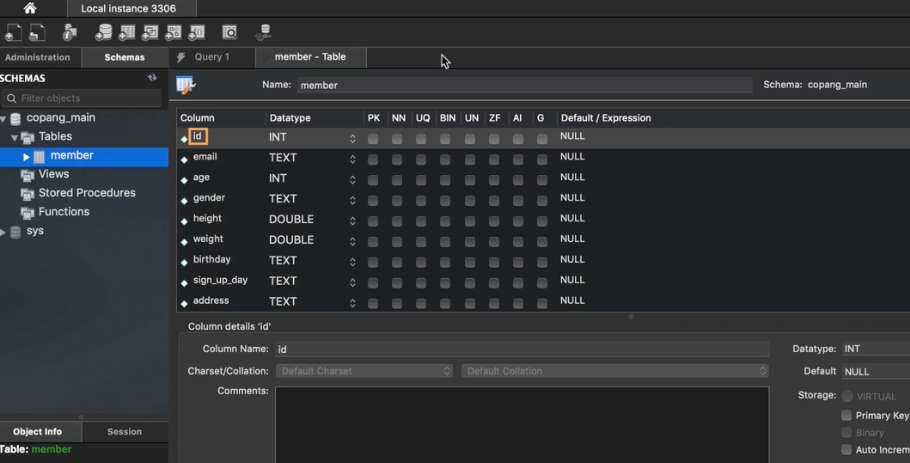 Local instance 3306
Administration Schemas Query 1 member - Table
SCHEMAS
Filter objects
Name: member Schema: copang_main
copang_main
Tables
member
Views
Stored Procedures
Functions
sys
Column Datatype PK NN UQ BIN UN ZF AI G Default / Expression
id INT NULL
email TEXT NULL
age INT NULL
gender TEXT NULL
height DOUBLE NULL
weight DOUBLE NULL
birthday TEXT NULL
sign_up_day TEXT NULL
address TEXT NULL
Column details 'id'
Column Name: id Datatype: INT
Charset/Collation: Default Charset Default Collation Default NULL
Comments: Storage: VIRTUAL
Primary Key
Binary
Auto Increm
Object Info Session
Table: member